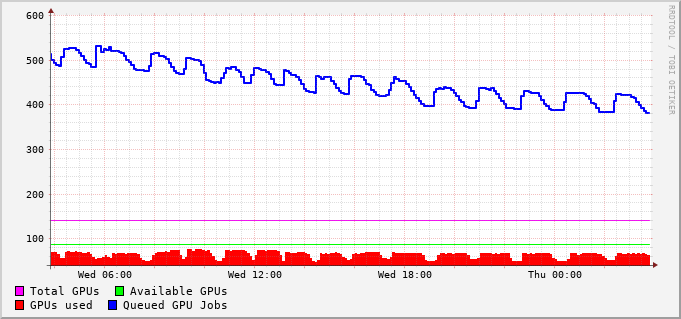 600
500
400
300
200
100
Wed 06:00 Wed 12:00 Wed 18:00 Thu 00:00
Total GPUs Available GPUs
GPUs used Queued GPU Jobs
RRDTOOL / TOBI OETIKER